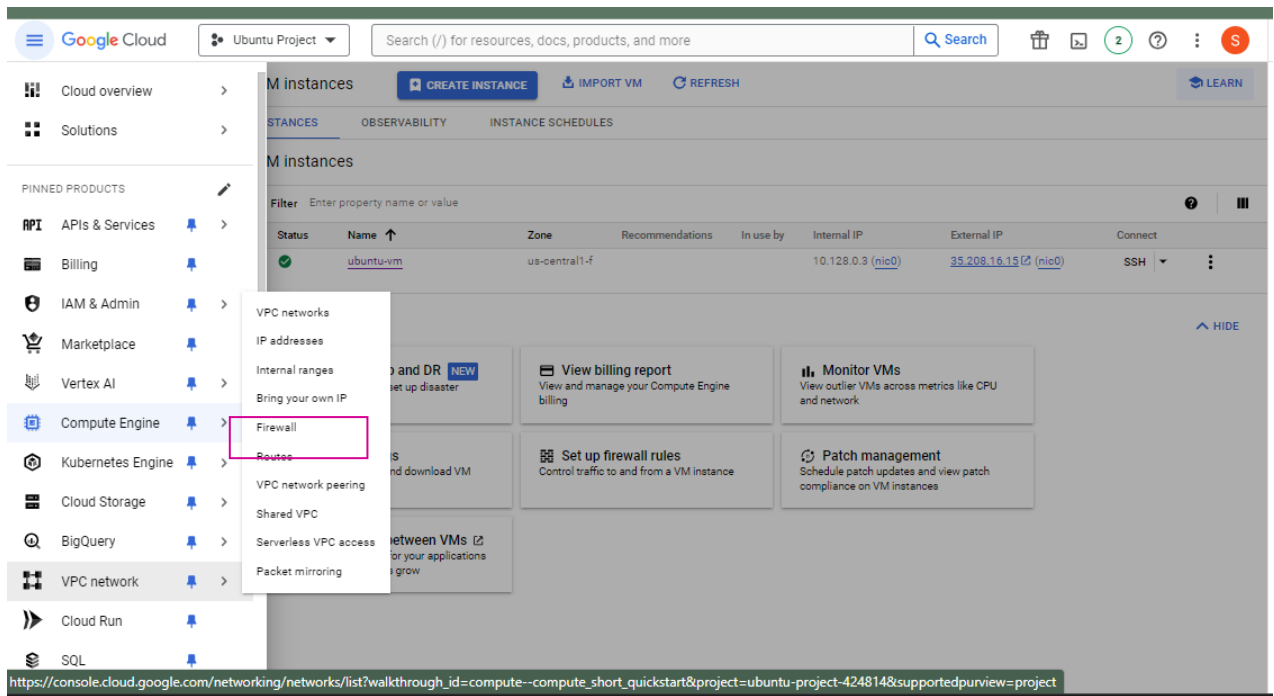 Google Cloud
Ubuntu Project
Search (/) for resources, docs, products, and more
Search
2
S
Cloud overview
Solutions
PINNED PRODUCTS
API APIs & Services
Billing
IAM & Admin
Marketplace
Vertex AI
Compute Engine
Kubernetes Engine
Cloud Storage
BigQuery
VPC network
Cloud Run
SQL
VPC networks
IP addresses
Internal ranges
Bring your own IP
Firewall
Routes
VPC network peering
Shared VPC
Serverless VPC access
Packet mirroring
M instances
CREATE INSTANCE
IMPORT VM
REFRESH
LEARN
STANCES
OBSERVABILITY
INSTANCE SCHEDULES
M instances
Filter Enter property name or value
Status Name Zone Recommendations In use by Internal IP External IP Connect
ubuntu-vm us-central1-f 10.128.0.3 (nic0) 35.208.16.15 (nic0) SSH
HIDE
and DR NEW
set up disaster
View billing report
View and manage your Compute Engine
billing
Monitor VMs
View outlier VMs across metrics like CPU
and network
nd download VM
Set up firewall rules
Control traffic to and from a VM instance
Patch management
Schedule patch updates and view patch
compliance on VM instances
etween VMs
for your applications
grow
https://console.cloud.google.com/networking/networks/list?walkthrough_id=compute--compute_short_quickstart&project=ubuntu-project-424814&supportedpurview=project